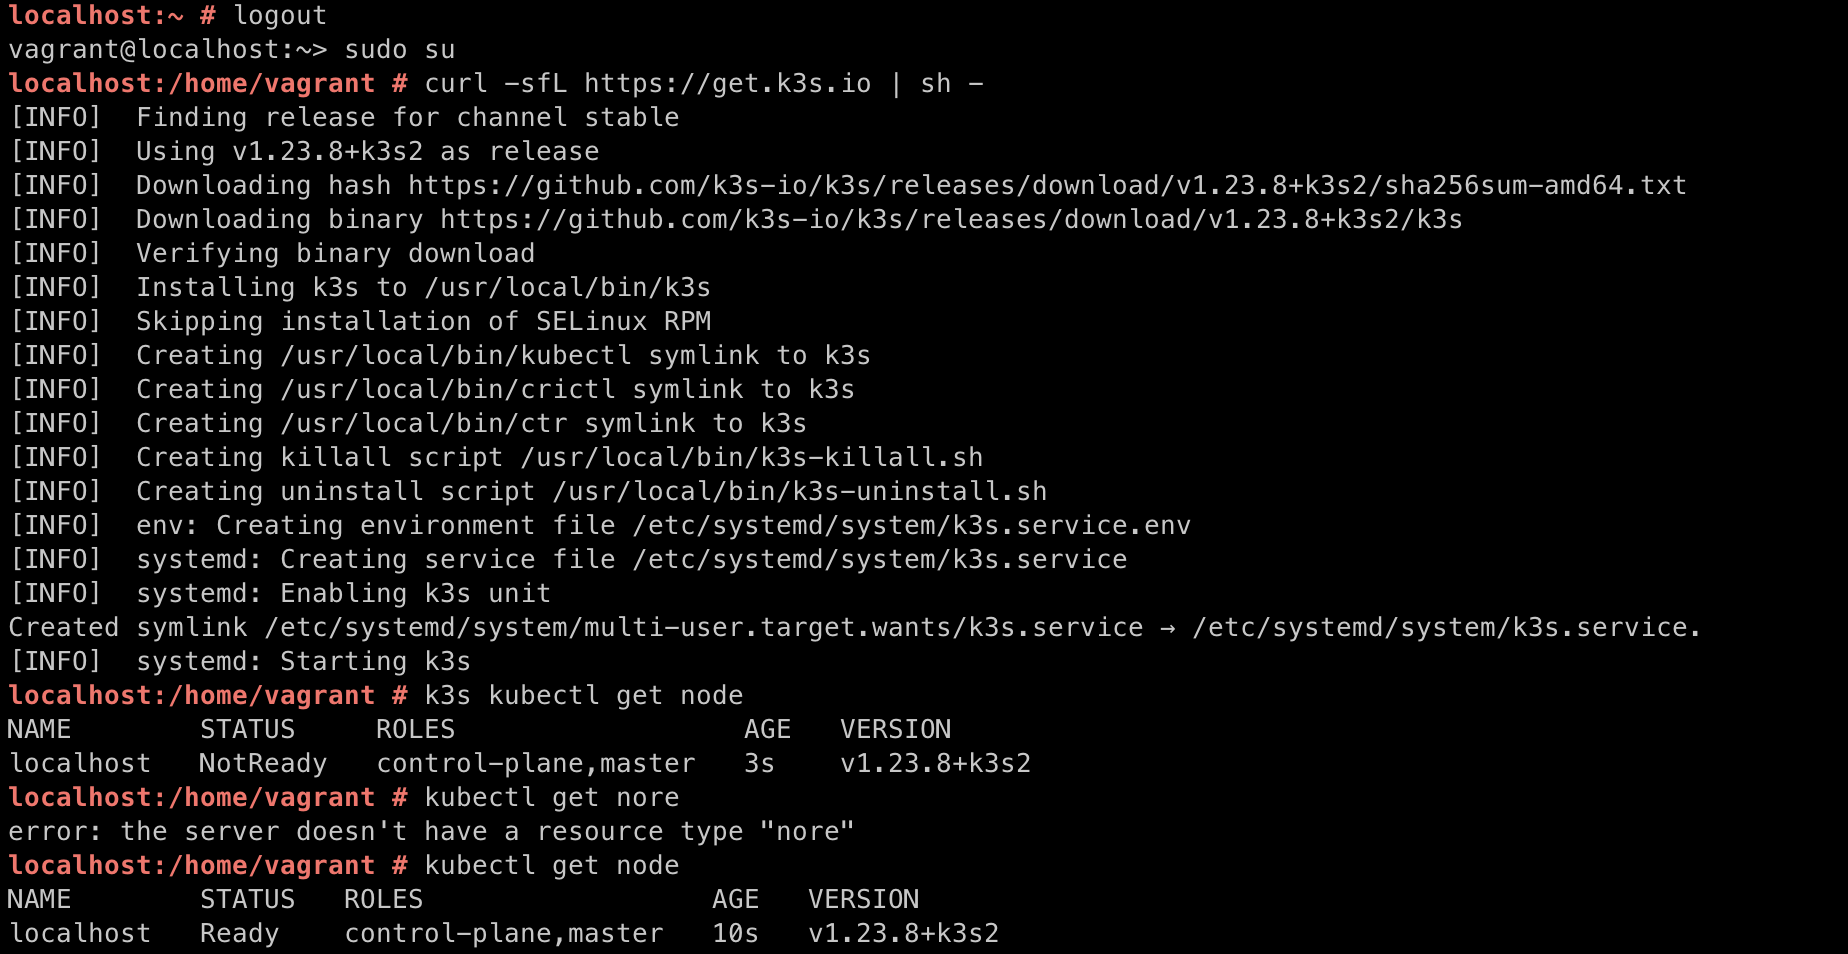 localhost:~ # logout
vagrant@localhost:~> sudo su
localhost:/home/vagrant # curl -sfL https://get.k3s.io | sh -
[INFO]  Finding release for channel stable
[INFO]  Using v1.23.8+k3s2 as release
[INFO]  Downloading hash https://github.com/k3s-io/k3s/releases/download/v1.23.8+k3s2/sha256sum-amd64.txt
[INFO]  Downloading binary https://github.com/k3s-io/k3s/releases/download/v1.23.8+k3s2/k3s
[INFO]  Verifying binary download
[INFO]  Installing k3s to /usr/local/bin/k3s
[INFO]  Skipping installation of SELinux RPM
[INFO]  Creating /usr/local/bin/kubectl symlink to k3s
[INFO]  Creating /usr/local/bin/crictl symlink to k3s
[INFO]  Creating /usr/local/bin/ctr symlink to k3s
[INFO]  Creating killall script /usr/local/bin/k3s-killall.sh
[INFO]  Creating uninstall script /usr/local/bin/k3s-uninstall.sh
[INFO]  env: Creating environment file /etc/systemd/system/k3s.service.env
[INFO]  systemd: Creating service file /etc/systemd/system/k3s.service
[INFO]  systemd: Enabling k3s unit
Created symlink /etc/systemd/system/multi-user.target.wants/k3s.service → /etc/systemd/system/k3s.service.
[INFO]  systemd: Starting k3s
localhost:/home/vagrant # k3s kubectl get node
NAME        STATUS     ROLES                  AGE   VERSION
localhost   NotReady   control-plane,master   3s    v1.23.8+k3s2
localhost:/home/vagrant # kubectl get nore
error: the server doesn't have a resource type "nore"
localhost:/home/vagrant # kubectl get node
NAME        STATUS   ROLES                  AGE   VERSION
localhost   Ready    control-plane,master   10s   v1.23.8+k3s2